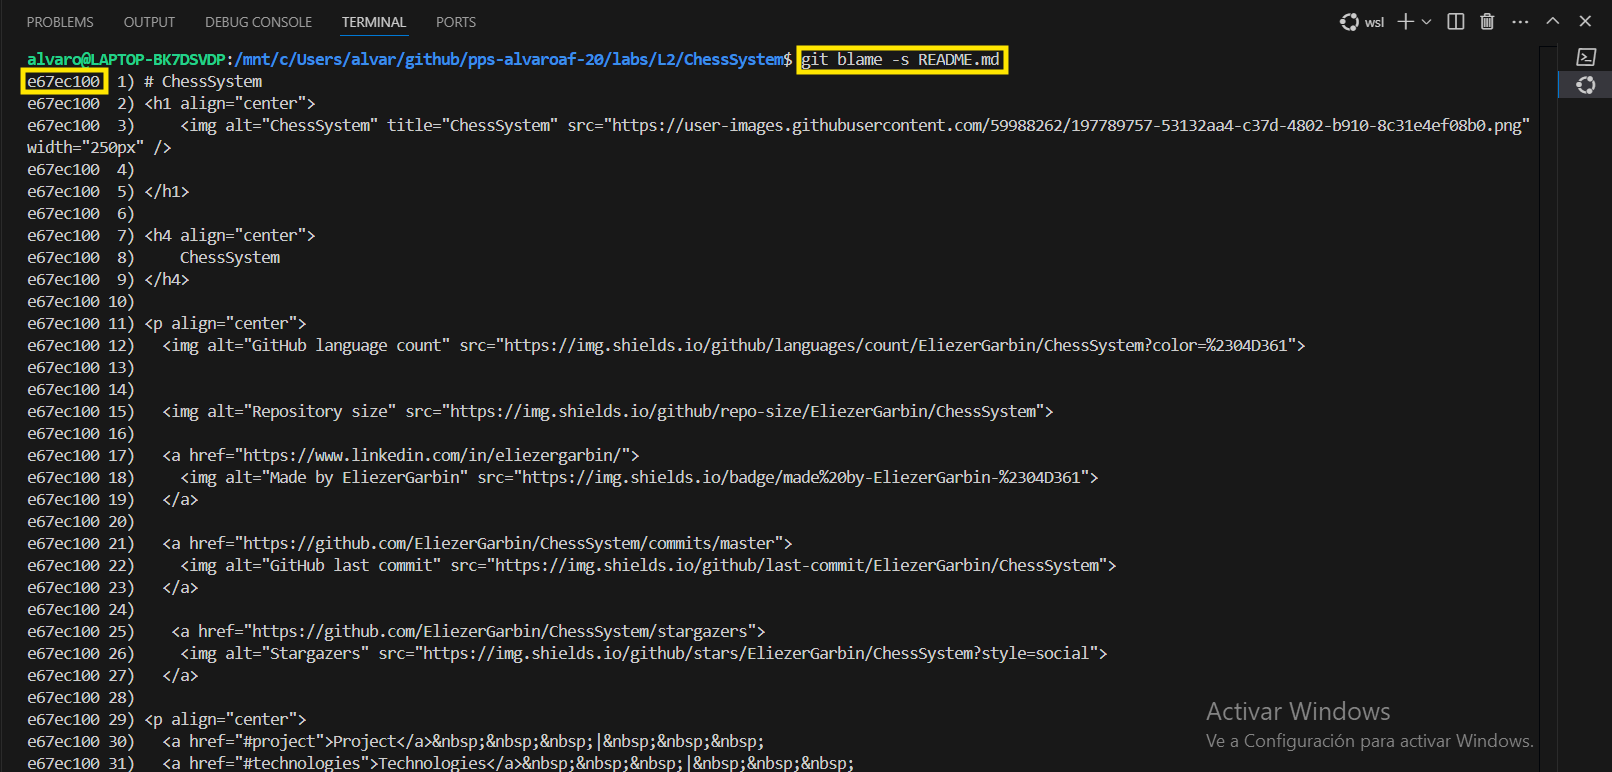 PROBLEMS OUTPUT DEBUG CONSOLE TERMINAL PORTS wsl
alvaro@LAPTOP-BK7DSVDP:/mnt/c/Users/alvar/github/pps-alvaroaf-20/labs/L2/ChessSystem$ git blame -s README.md
e67ec100  1) # ChessSystem
e67ec100  2) <h1 align="center">
e67ec100  3)     <img alt="ChessSystem" title="ChessSystem" src="https://user-images.githubusercontent.com/59988262/197789757-53132aa4-c37d-4802-b910-8c31e4ef08b0.png"
width="250px" />
e67ec100  4)
e67ec100  5) </h1>
e67ec100  6)
e67ec100  7) <h4 align="center">
e67ec100  8)     ChessSystem
e67ec100  9) </h4>
e67ec100 10)
e67ec100 11) <p align="center">
e67ec100 12)   <img alt="GitHub language count" src="https://img.shields.io/github/languages/count/EliezerGarbin/ChessSystem?color=%2304D361">
e67ec100 13)
e67ec100 14)
e67ec100 15)   <img alt="Repository size" src="https://img.shields.io/github/repo-size/EliezerGarbin/ChessSystem">
e67ec100 16)
e67ec100 17)   <a href="https://www.linkedin.com/in/eliezergarbin/">
e67ec100 18)     <img alt="Made by EliezerGarbin" src="https://img.shields.io/badge/made%20by-EliezerGarbin-%2304D361">
e67ec100 19)   </a>
e67ec100 20)
e67ec100 21)   <a href="https://github.com/EliezerGarbin/ChessSystem/commits/master">
e67ec100 22)     <img alt="GitHub last commit" src="https://img.shields.io/github/last-commit/EliezerGarbin/ChessSystem">
e67ec100 23)   </a>
e67ec100 24)
e67ec100 25)    <a href="https://github.com/EliezerGarbin/ChessSystem/stargazers">
e67ec100 26)     <img alt="Stargazers" src="https://img.shields.io/github/stars/EliezerGarbin/ChessSystem?style=social">
e67ec100 27)   </a>
e67ec100 28)
e67ec100 29) <p align="center">
e67ec100 30)   <a href="#project">Project</a>&nbsp;&nbsp;&nbsp;|&nbsp;&nbsp;&nbsp;
e67ec100 31)   <a href="#technologies">Technologies</a>&nbsp;&nbsp;&nbsp;|&nbsp;&nbsp;&nbsp;
Activar Windows
Ve a Configuración para activar Windows.